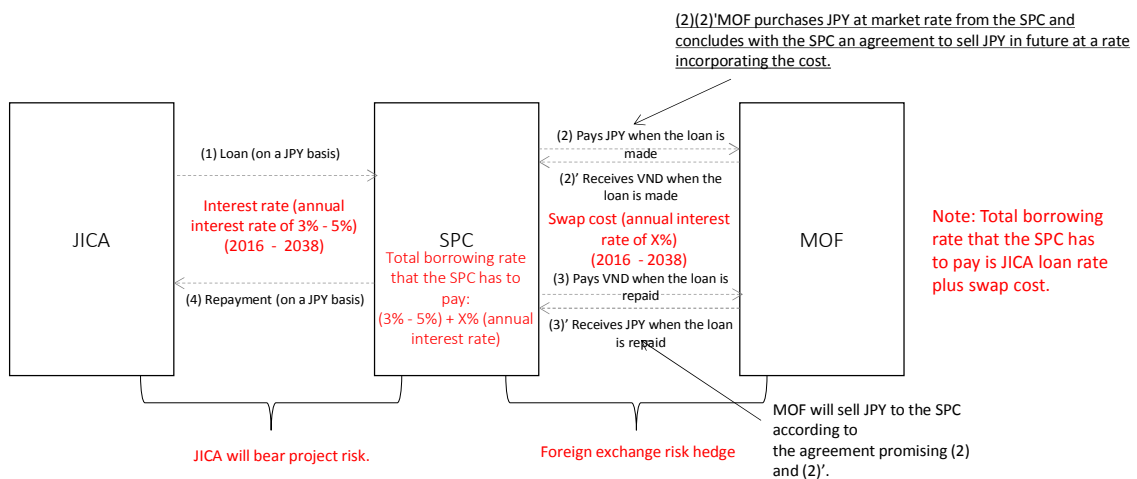 (2)(2)'MOF purchases JPY at market rate from the SPC and
concludes with the SPC an agreement to sell JPY in future at a rate
incorporating the cost.
JICA
(1) Loan (on a JPY basis)
Interest rate (annual
interest rate of 3% - 5%)
(2016 - 2038)
(4) Repayment (on a JPY basis)
SPC
Total borrowing rate
that the SPC has to
pay:
(3% - 5%) + X% (annual
interest rate)
(2) Pays JPY when the loan is
made
(2)' Receives VND when the
loan is made
Swap cost (annual interest
rate of X%)
(2016 - 2038)
(3) Pays VND when the loan is
repaid
(3)' Receives JPY when the loan
is repaid
MOF
Note: Total borrowing
rate that the SPC has
to pay is JICA loan rate
plus swap cost.
JICA will bear project risk.
Foreign exchange risk hedge
MOF will sell JPY to the SPC
according to
the agreement promising (2)
and (2)'.